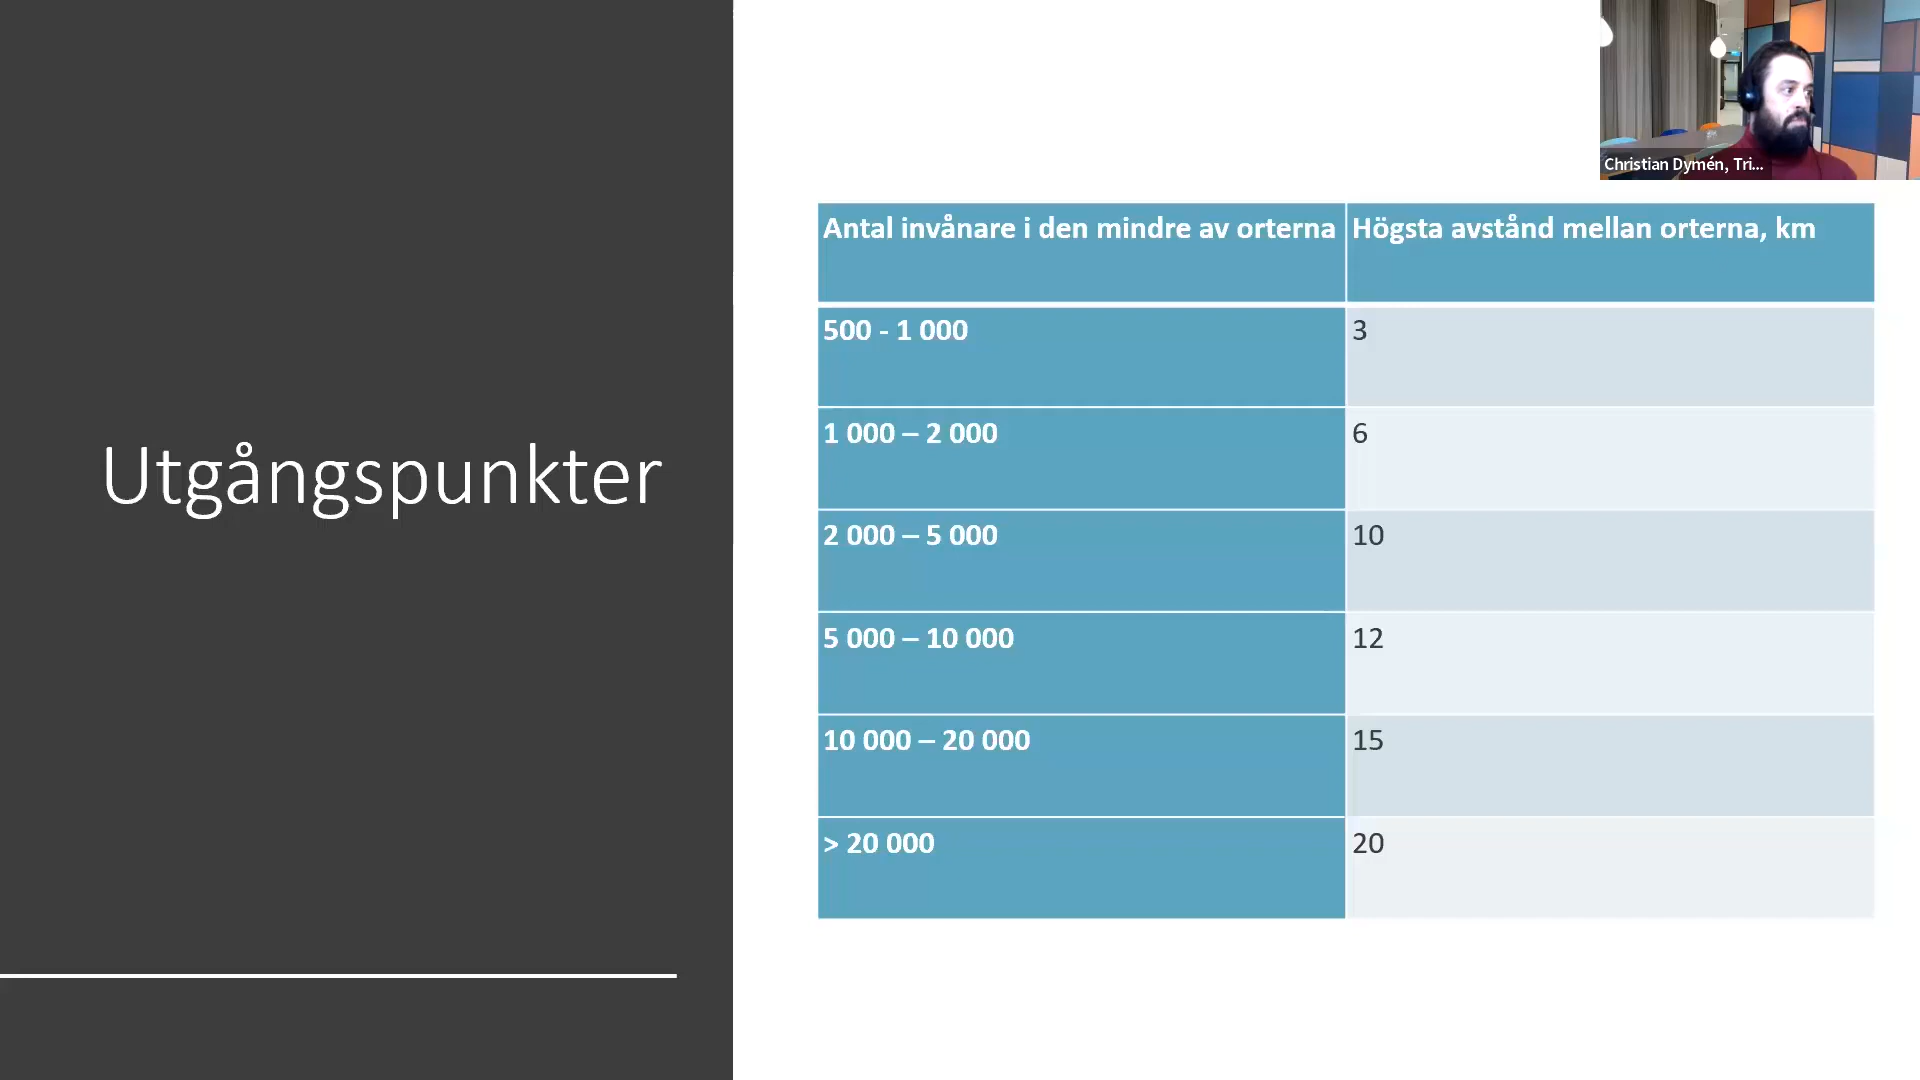 Christian Dymén, Tri...
Utgångspunkter
Antal invånare i den mindre av orterna
Högsta avstånd mellan orterna, km
500 - 1 000
3
1 000 – 2 000
6
2 000 – 5 000
10
5 000 – 10 000
12
10 000 – 20 000
15
> 20 000
20